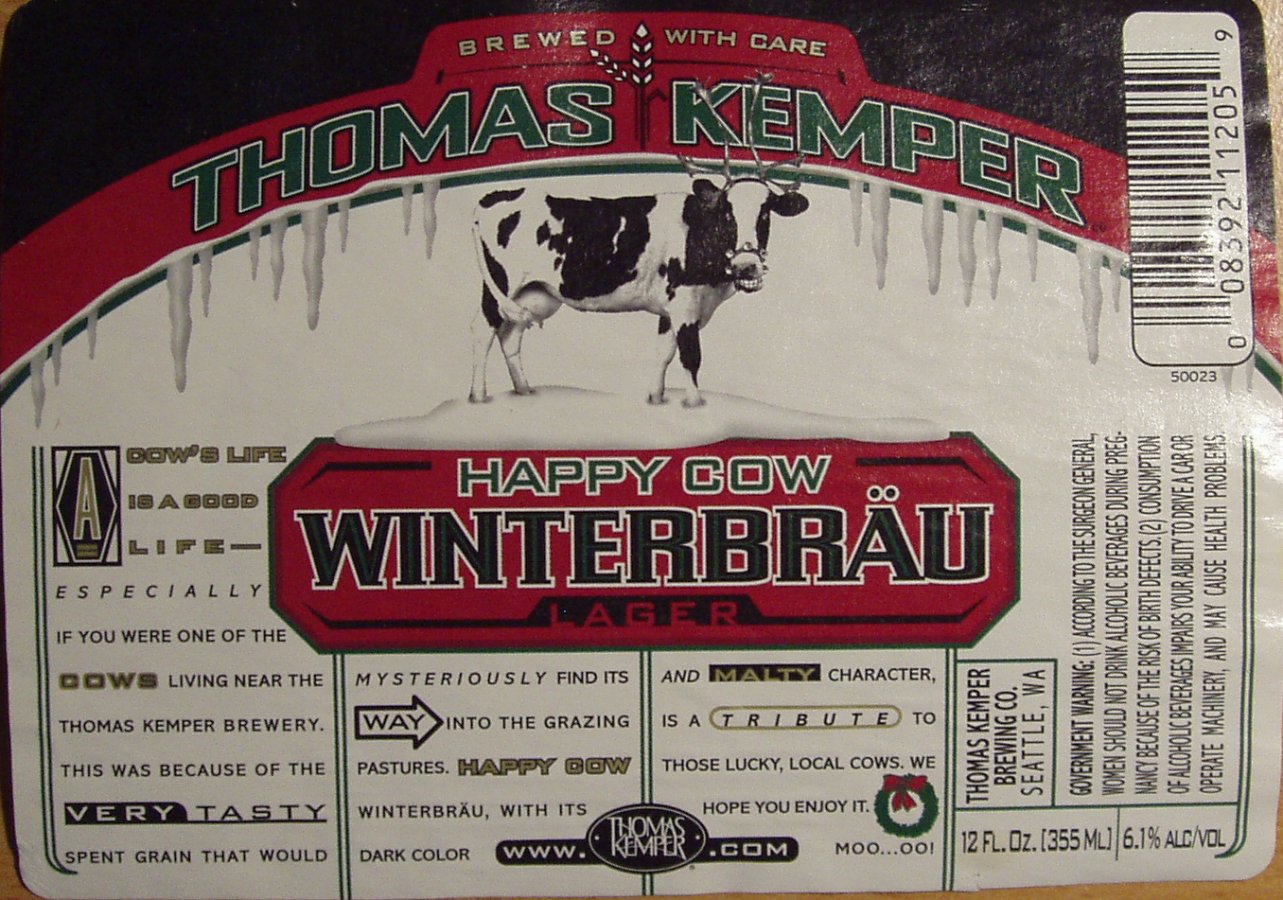 BREWED WITH CARE
THOMAS KEMPER
HAPPY COW
WINTERBRÄU
LAGER
A COW'S LIFE
IS A GOOD
LIFE—
ESPECIALLY
IF YOU WERE ONE OF THE
COWS LIVING NEAR THE
THOMAS KEMPER BREWERY.
THIS WAS BECAUSE OF THE
VERY TASTY
SPENT GRAIN THAT WOULD
MYSTERIOUSLY FIND ITS
WAY INTO THE GRAZING
PASTURES. HAPPY COW
WINTERBRÄU, WITH ITS
DARK COLOR
AND MALTY CHARACTER,
IS A TRIBUTE TO
THOSE LUCKY, LOCAL COWS. WE
HOPE YOU ENJOY IT.
MOO...OO!
WWW.THOMAS KEMPER.COM
THOMAS KEMPER
BREWING CO.
SEATTLE, WA
12 FL. OZ. [355 ML] 6.1% ALC/VOL
GOVERNMENT WARNING: (1) ACCORDING TO THE SURGEON GENERAL,
WOMEN SHOULD NOT DRINK ALCOHOLIC BEVERAGES DURING PREG-
NANCY BECAUSE OF THE RISK OF BIRTH DEFECTS. (2) CONSUMPTION
OF ALCOHOLIC BEVERAGES IMPAIRS YOUR ABILITY TO DRIVE A CAR OR
OPERATE MACHINERY, AND MAY CAUSE HEALTH PROBLEMS.
0 08392 11205 9
50023